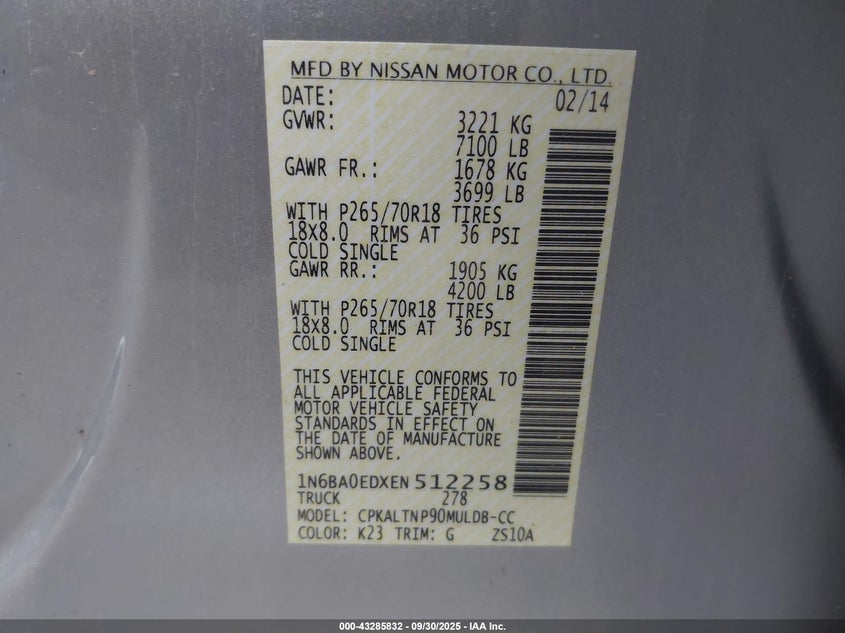 MFD BY NISSAN MOTOR CO., LTD.
DATE: 02/14
GVWR: 3221 KG
7100 LB
GAWR FR.: 1678 KG
3699 LB
WITH P265/70R18 TIRES
18X8.0 RIMS AT 36 PSI
COLD SINGLE
GAWR RR.: 1905 KG
4200 LB
WITH P265/70R18 TIRES
18X8.0 RIMS AT 36 PSI
COLD SINGLE
THIS VEHICLE CONFORMS TO
ALL APPLICABLE FEDERAL
MOTOR VEHICLE SAFETY
STANDARDS IN EFFECT ON
THE DATE OF MANUFACTURE
SHOWN ABOVE.
1N6BA0EDXEN 512258
TRUCK 278
MODEL: CPKALTNP90MULDB-CC
COLOR: K23 TRIM: G ZS10A
000-43285832 - 09/30/2025 - IAA Inc.